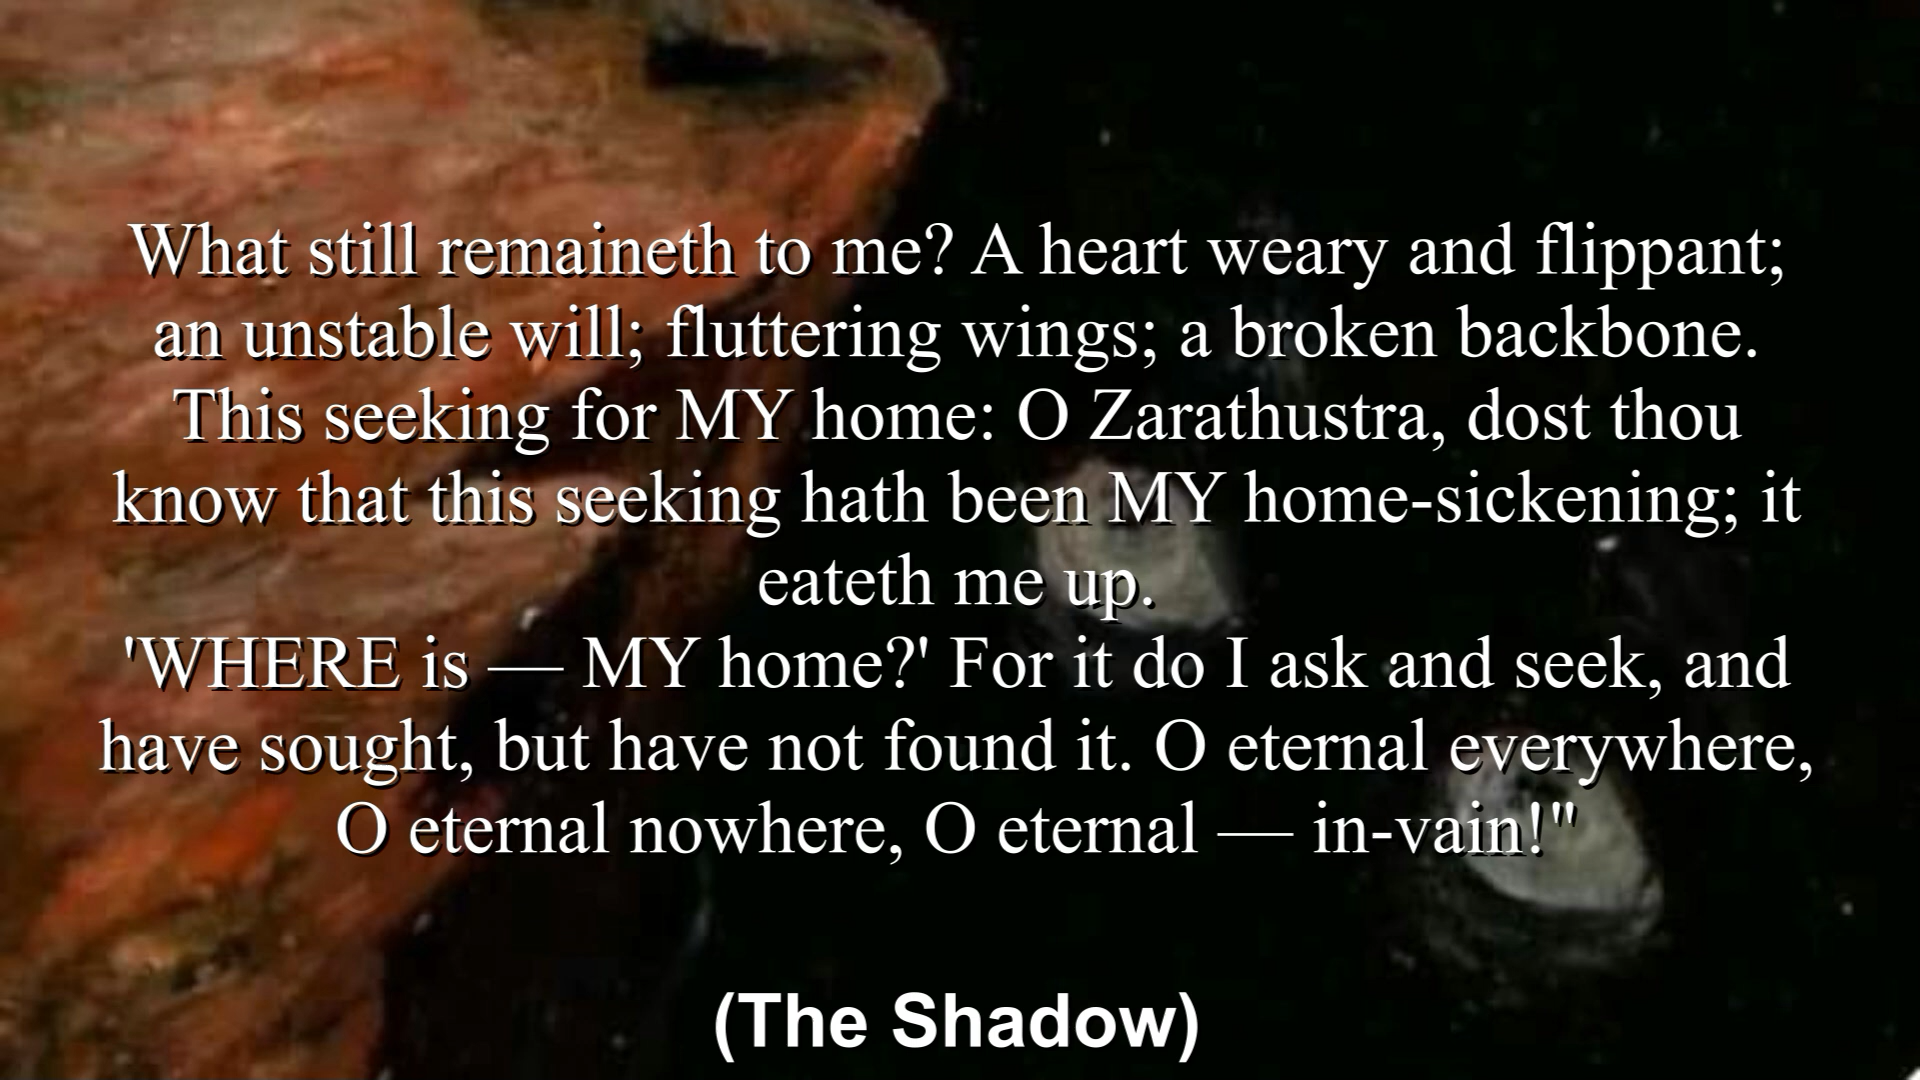 What still remaineth to me? A heart weary and flippant;
an unstable will; fluttering wings; a broken backbone.
This seeking for MY home: O Zarathustra, dost thou
know that this seeking hath been MY home-sickening; it
eateth me up.
'WHERE is — MY home?' For it do I ask and seek, and
have sought, but have not found it. O eternal everywhere,
O eternal nowhere, O eternal — in-vain!"
(The Shadow)